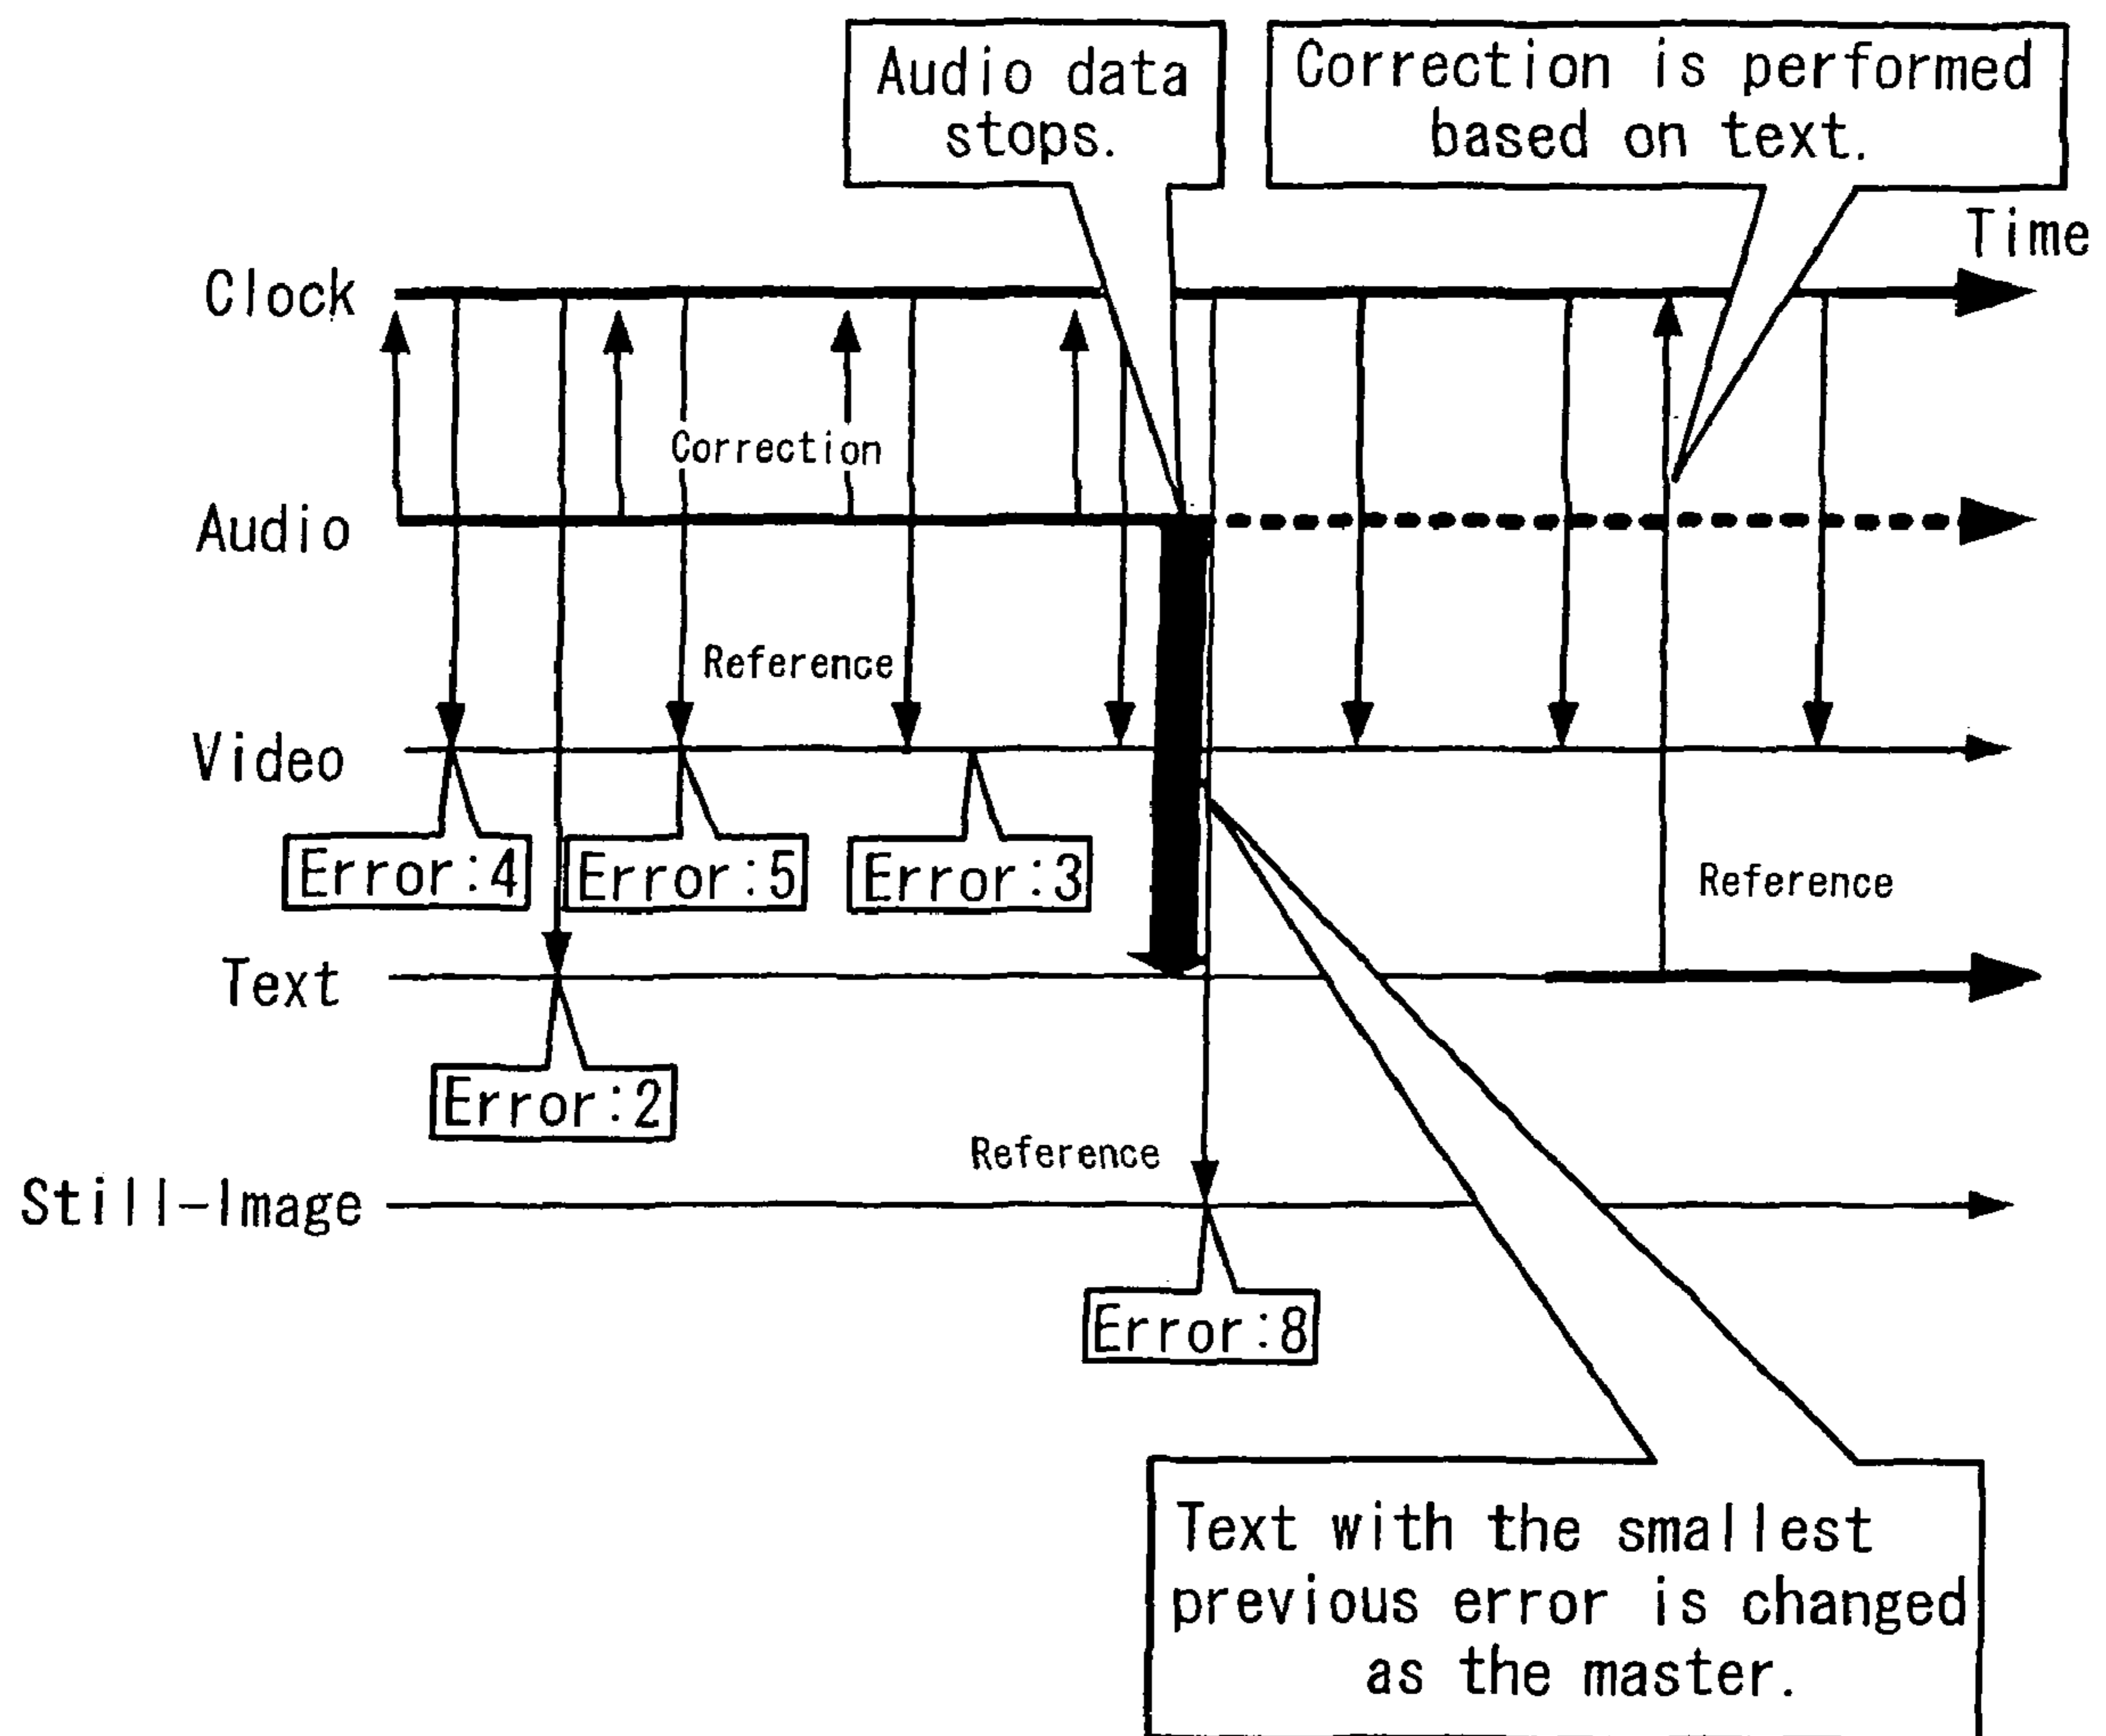 Audio data
stops.
Correction is performed
based on text.
Time
Clock
Correction
Audio
Reference
Video
Error:4
Error:5
Error:3
Reference
Text
Error:2
Reference
Still-Image
Error:8
Text with the smallest
previous error is changed
as the master.